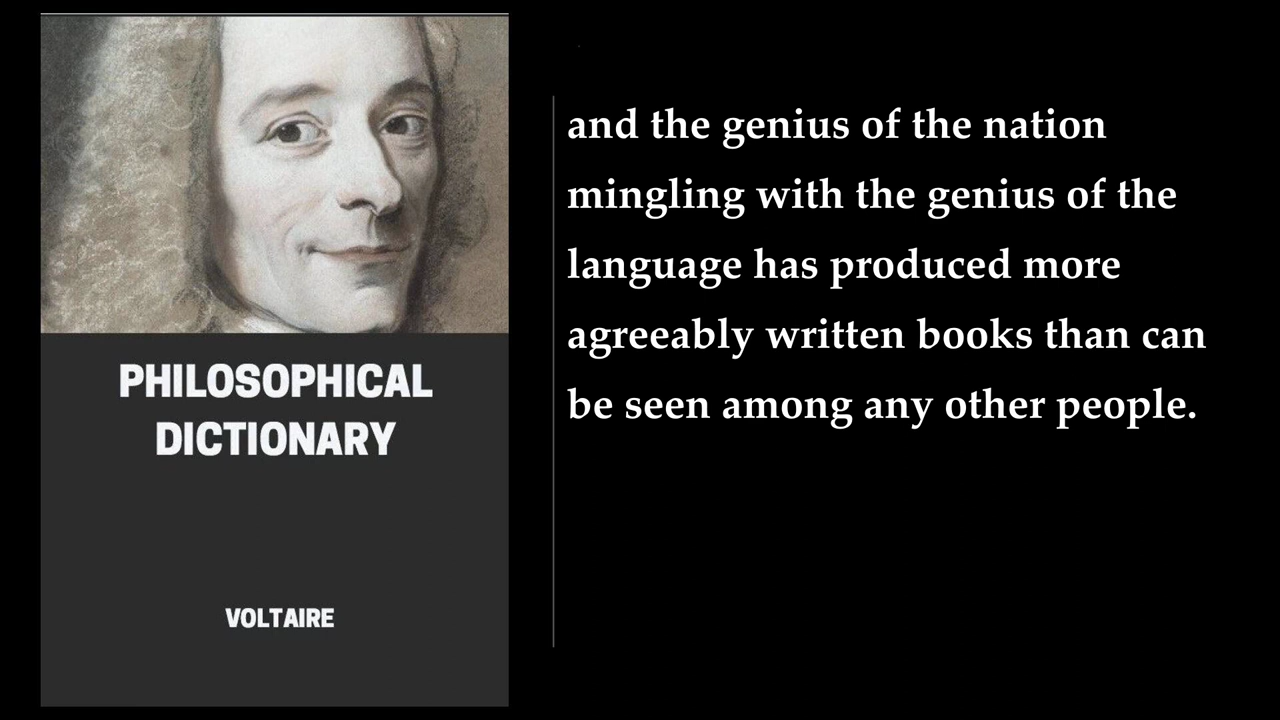 PHILOSOPHICAL
DICTIONARY
VOLTAIRE
and the genius of the nation
mingling with the genius of the
language has produced more
agreeably written books than can
be seen among any other people.